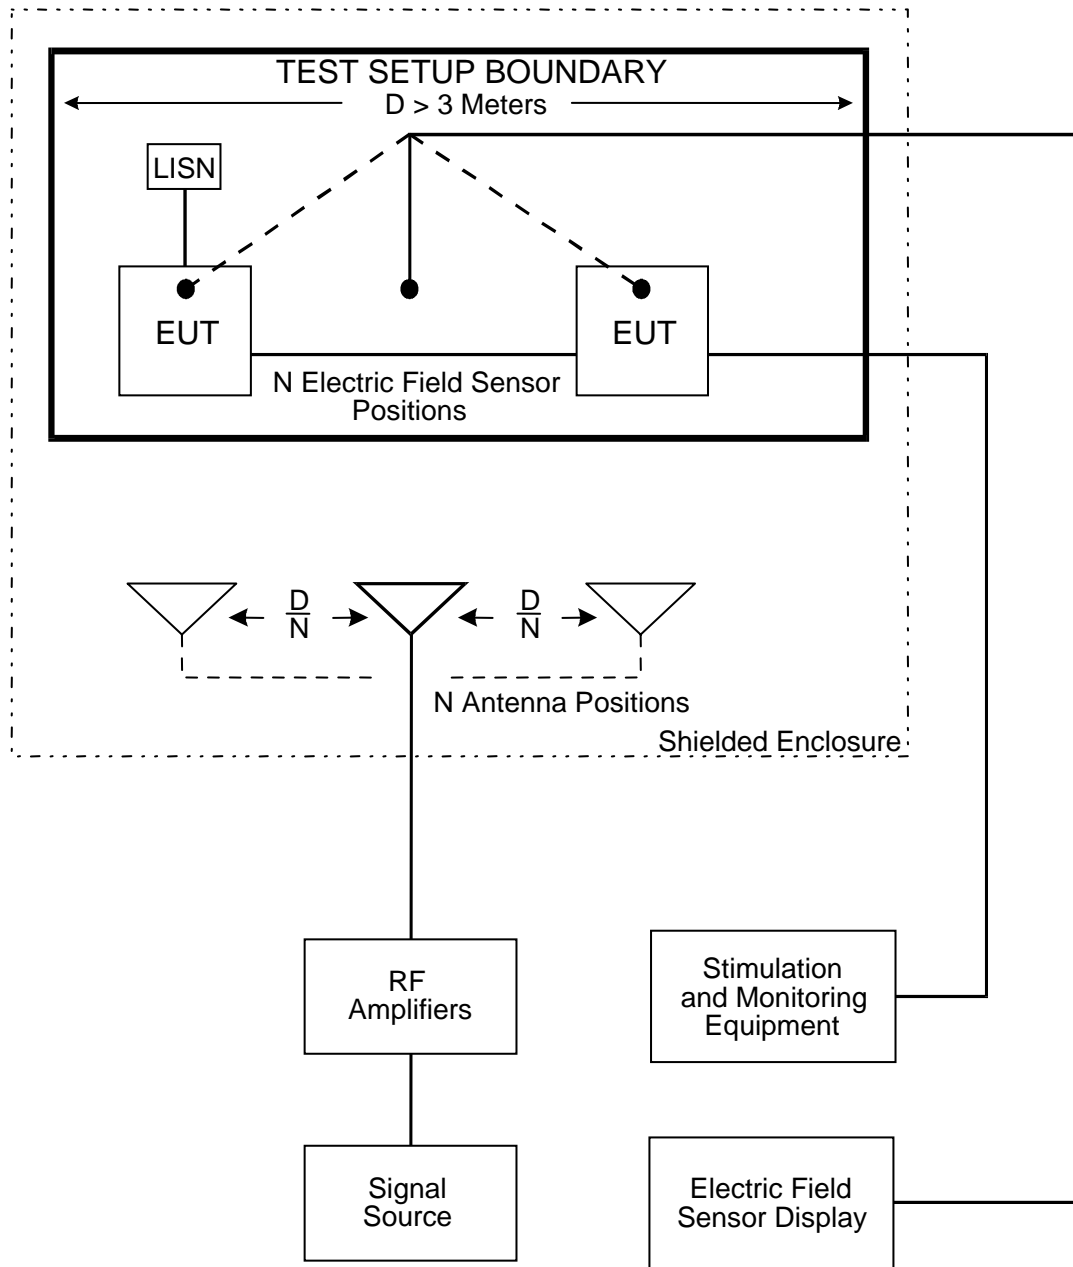 TEST SETUP BOUNDARY
D > 3 Meters
LISN
EUT
EUT
N Electric Field Sensor
Positions
D
N
D
N
N Antenna Positions
Shielded Enclosure
RF
Amplifiers
Stimulation
and Monitoring
Equipment
Signal
Source
Electric Field
Sensor Display